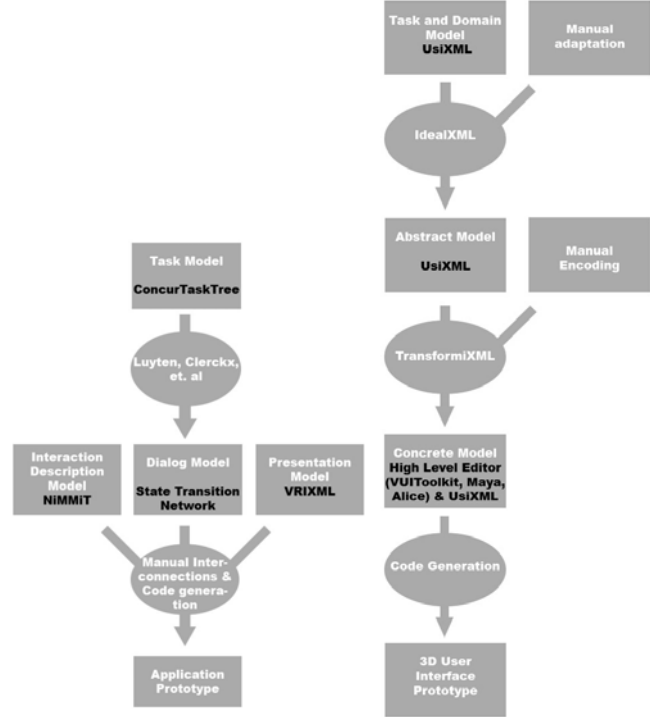 Task and Domain
Model
UsiXML
Manual
adaptation
IdealXML
Abstract Model
UsiXML
Manual
Encoding
TransformiXML
Concrete Model
High Level Editor
(VUIToolkit, Maya,
Alice) & UsiXML
Code Generation
3D User
Interface
Prototype
Task Model
ConcurTaskTree
Luyten, Clerckx,
et. al
Interaction
Description
Model
NiMMiT
Dialog Model
State Transition
Network
Presentation
Model
VRIXML
Manual Inter-
connections &
Code genera-
tion
Application
Prototype